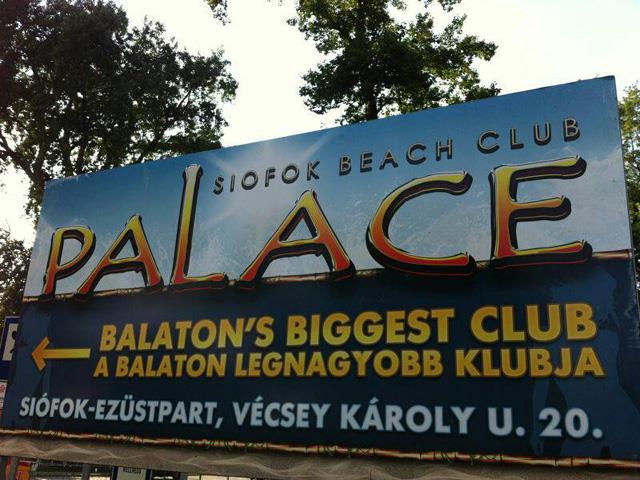 SIOFOK BEACH CLUB
PALACE
BALATON'S BIGGEST CLUB
A BALATON LEGNAGYOBB KLUBJA
SIÓFOK-EZÜSTPART, VÉCSEY KÁROLY U. 20.